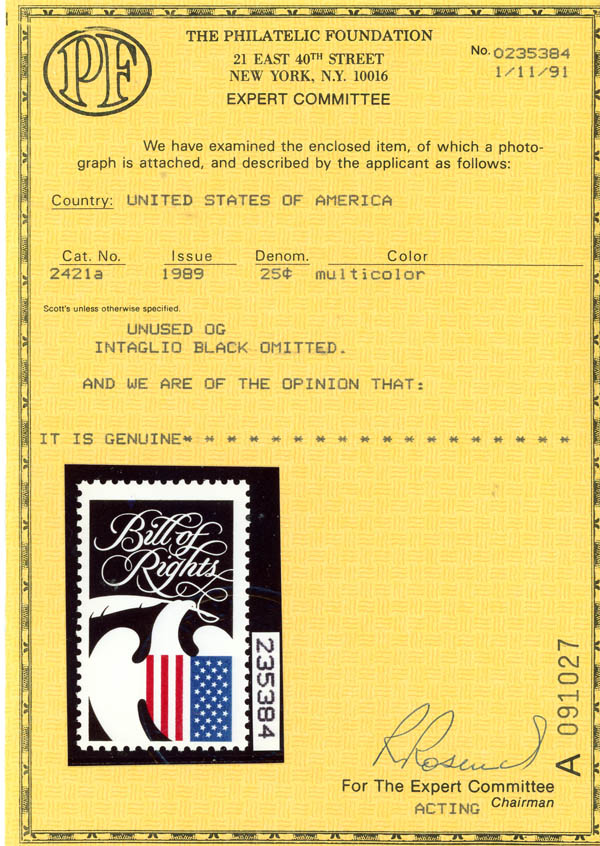 PF
THE PHILATELIC FOUNDATION
21 EAST 40TH STREET
NEW YORK, N.Y. 10016
EXPERT COMMITTEE
No. 0235384
1/11/91
We have examined the enclosed item, of which a photo-
graph is attached, and described by the applicant as follows:
Country: UNITED STATES OF AMERICA
Cat. No. Issue Denom. Color
2421a 1989 25¢ multicolor
Scott's unless otherwise specified.
UNUSED OG
INTAGLIO BLACK OMITTED.
AND WE ARE OF THE OPINION THAT:
IT IS GENUINE* * * * * * * * * * * * * * * * * *
Bill of
Rights
235384
A 091027
For The Expert Committee
ACTING Chairman